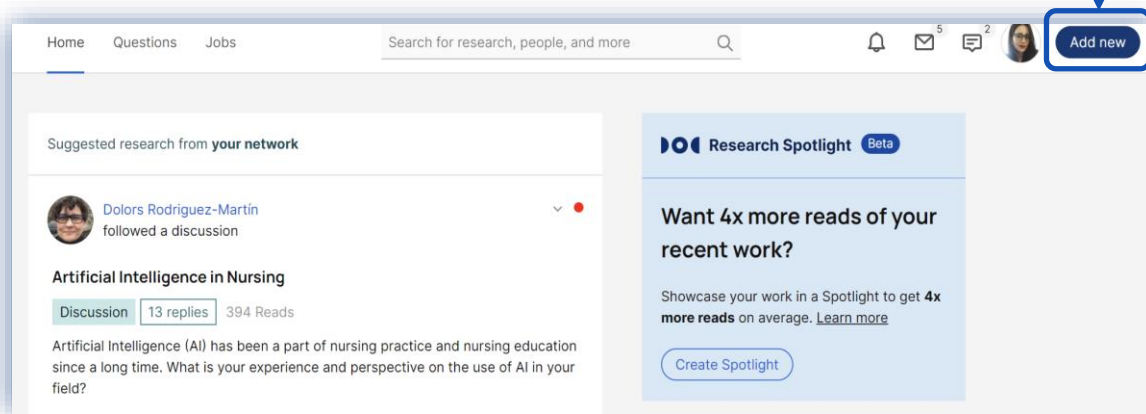 Home Questions Jobs Search for research, people, and more 5 2 Add new
Suggested research from your network
Dolors Rodriguez-Martín
followed a discussion
Artificial Intelligence in Nursing
Discussion 13 replies 394 Reads
Artificial Intelligence (AI) has been a part of nursing practice and nursing education
since a long time. What is your experience and perspective on the use of AI in your
field?
Research Spotlight Beta
Want 4x more reads of your
recent work?
Showcase your work in a Spotlight to get 4x
more reads on average. Learn more
Create Spotlight